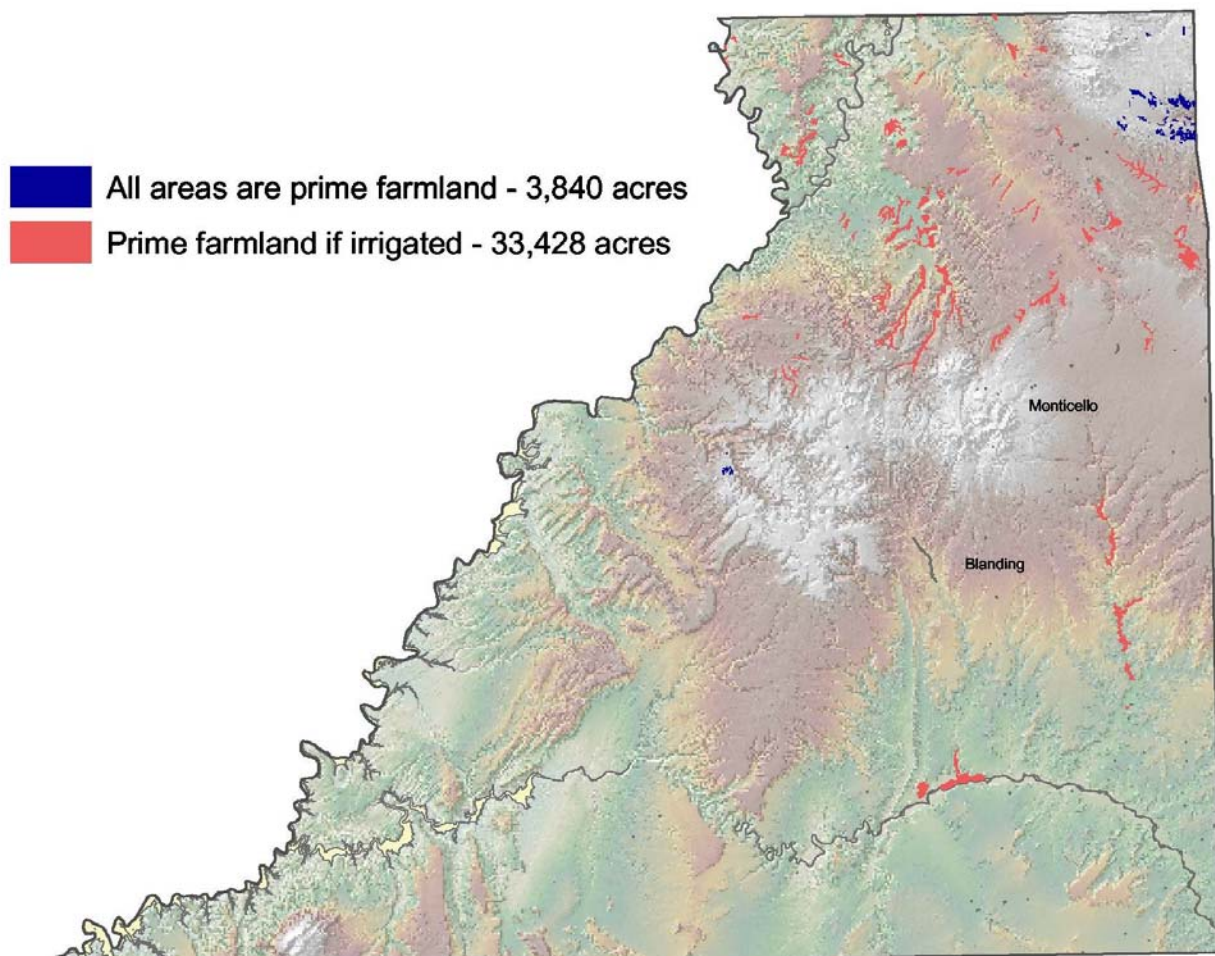 All areas are prime farmland - 3,840 acres
Prime farmland if irrigated - 33,428 acres
Monticello
Blanding